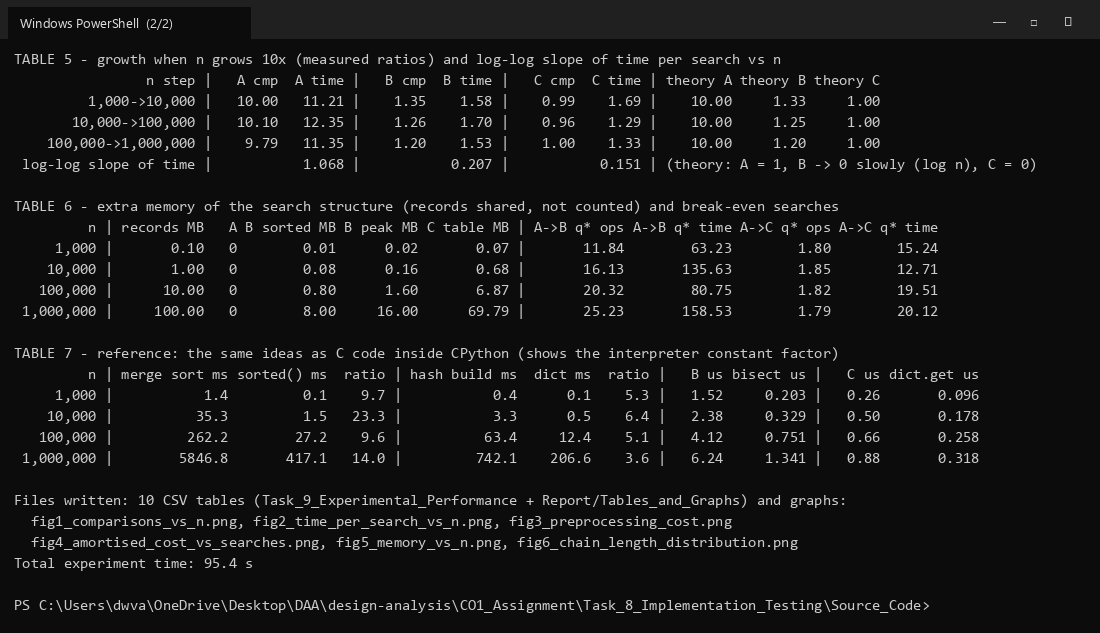 Windows PowerShell (2/2)
TABLE 5 - growth when n grows 10x (measured ratios) and log-log slope of time per search vs n
n step | A cmp A time | B cmp B time | C cmp C time | theory A theory B theory C
1,000->10,000 | 10.00 11.21 | 1.35 1.58 | 0.99 1.69 | 10.00 1.33 1.00
10,000->100,000 | 10.10 12.35 | 1.26 1.70 | 0.96 1.29 | 10.00 1.25 1.00
100,000->1,000,000 | 9.79 11.35 | 1.20 1.53 | 1.00 1.33 | 10.00 1.20 1.00
log-log slope of time | 1.068 | 0.207 | 0.151 | (theory: A = 1, B -> 0 slowly (log n), C = 0)
TABLE 6 - extra memory of the search structure (records shared, not counted) and break-even searches
n | records MB A B sorted MB B peak MB C table MB | A->B q* ops A->B q* time A->C q* ops A->C q* time
1,000 | 0.10 0 0.01 0.02 0.07 | 11.84 63.23 1.80 15.24
10,000 | 1.00 0 0.08 0.16 0.68 | 16.13 135.63 1.85 12.71
100,000 | 10.00 0 0.80 1.60 6.87 | 20.32 80.75 1.82 19.51
1,000,000 | 100.00 0 8.00 16.00 69.79 | 25.23 158.53 1.79 20.12
TABLE 7 - reference: the same ideas as C code inside CPython (shows the interpreter constant factor)
n | merge sort ms sorted() ms ratio | hash build ms dict ms ratio | B us bisect us | C us dict.get us
1,000 | 1.4 0.1 9.7 | 0.4 0.1 5.3 | 1.52 0.203 | 0.26 0.096
10,000 | 35.3 1.5 23.3 | 3.3 0.5 6.4 | 2.38 0.329 | 0.50 0.178
100,000 | 262.2 27.2 9.6 | 63.4 12.4 5.1 | 4.12 0.751 | 0.66 0.258
1,000,000 | 5846.8 417.1 14.0 | 742.1 206.6 3.6 | 6.24 1.341 | 0.88 0.318
Files written: 10 CSV tables (Task_9_Experimental_Performance + Report/Tables_and_Graphs) and graphs:
fig1_comparisons_vs_n.png, fig2_time_per_search_vs_n.png, fig3_preprocessing_cost.png
fig4_amortised_cost_vs_searches.png, fig5_memory_vs_n.png, fig6_chain_length_distribution.png
Total experiment time: 95.4 s
PS C:\Users\dwva\OneDrive\Desktop\DAA\design-analysis\CO1_Assignment\Task_8_Implementation_Testing\Source_Code>